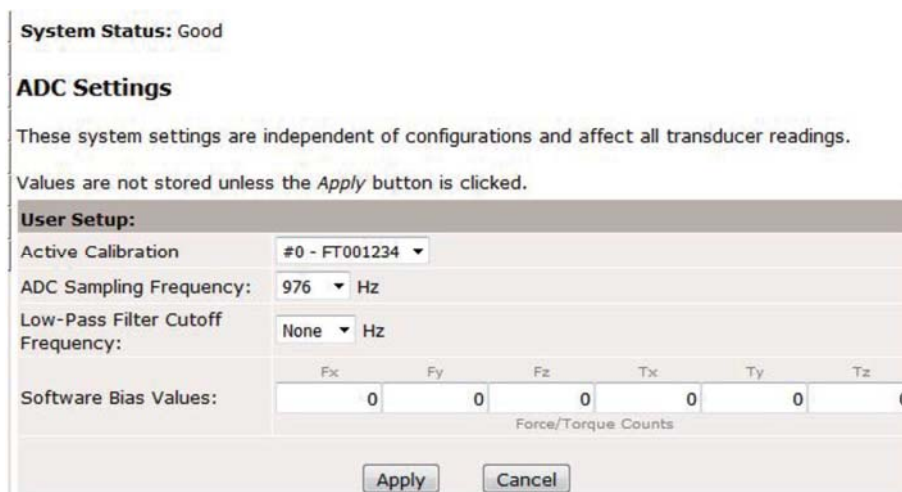 System Status: Good
ADC Settings
These system settings are independent of configurations and affect all transducer readings.
Values are not stored unless the Apply button is clicked.
User Setup:
Active Calibration #0 - FT001234
ADC Sampling Frequency: 976 Hz
Low-Pass Filter Cutoff
Frequency: None Hz
Fx Fy Fz Tx Ty Tz
Software Bias Values: 0 0 0 0 0
Force/Torque Counts
Apply Cancel